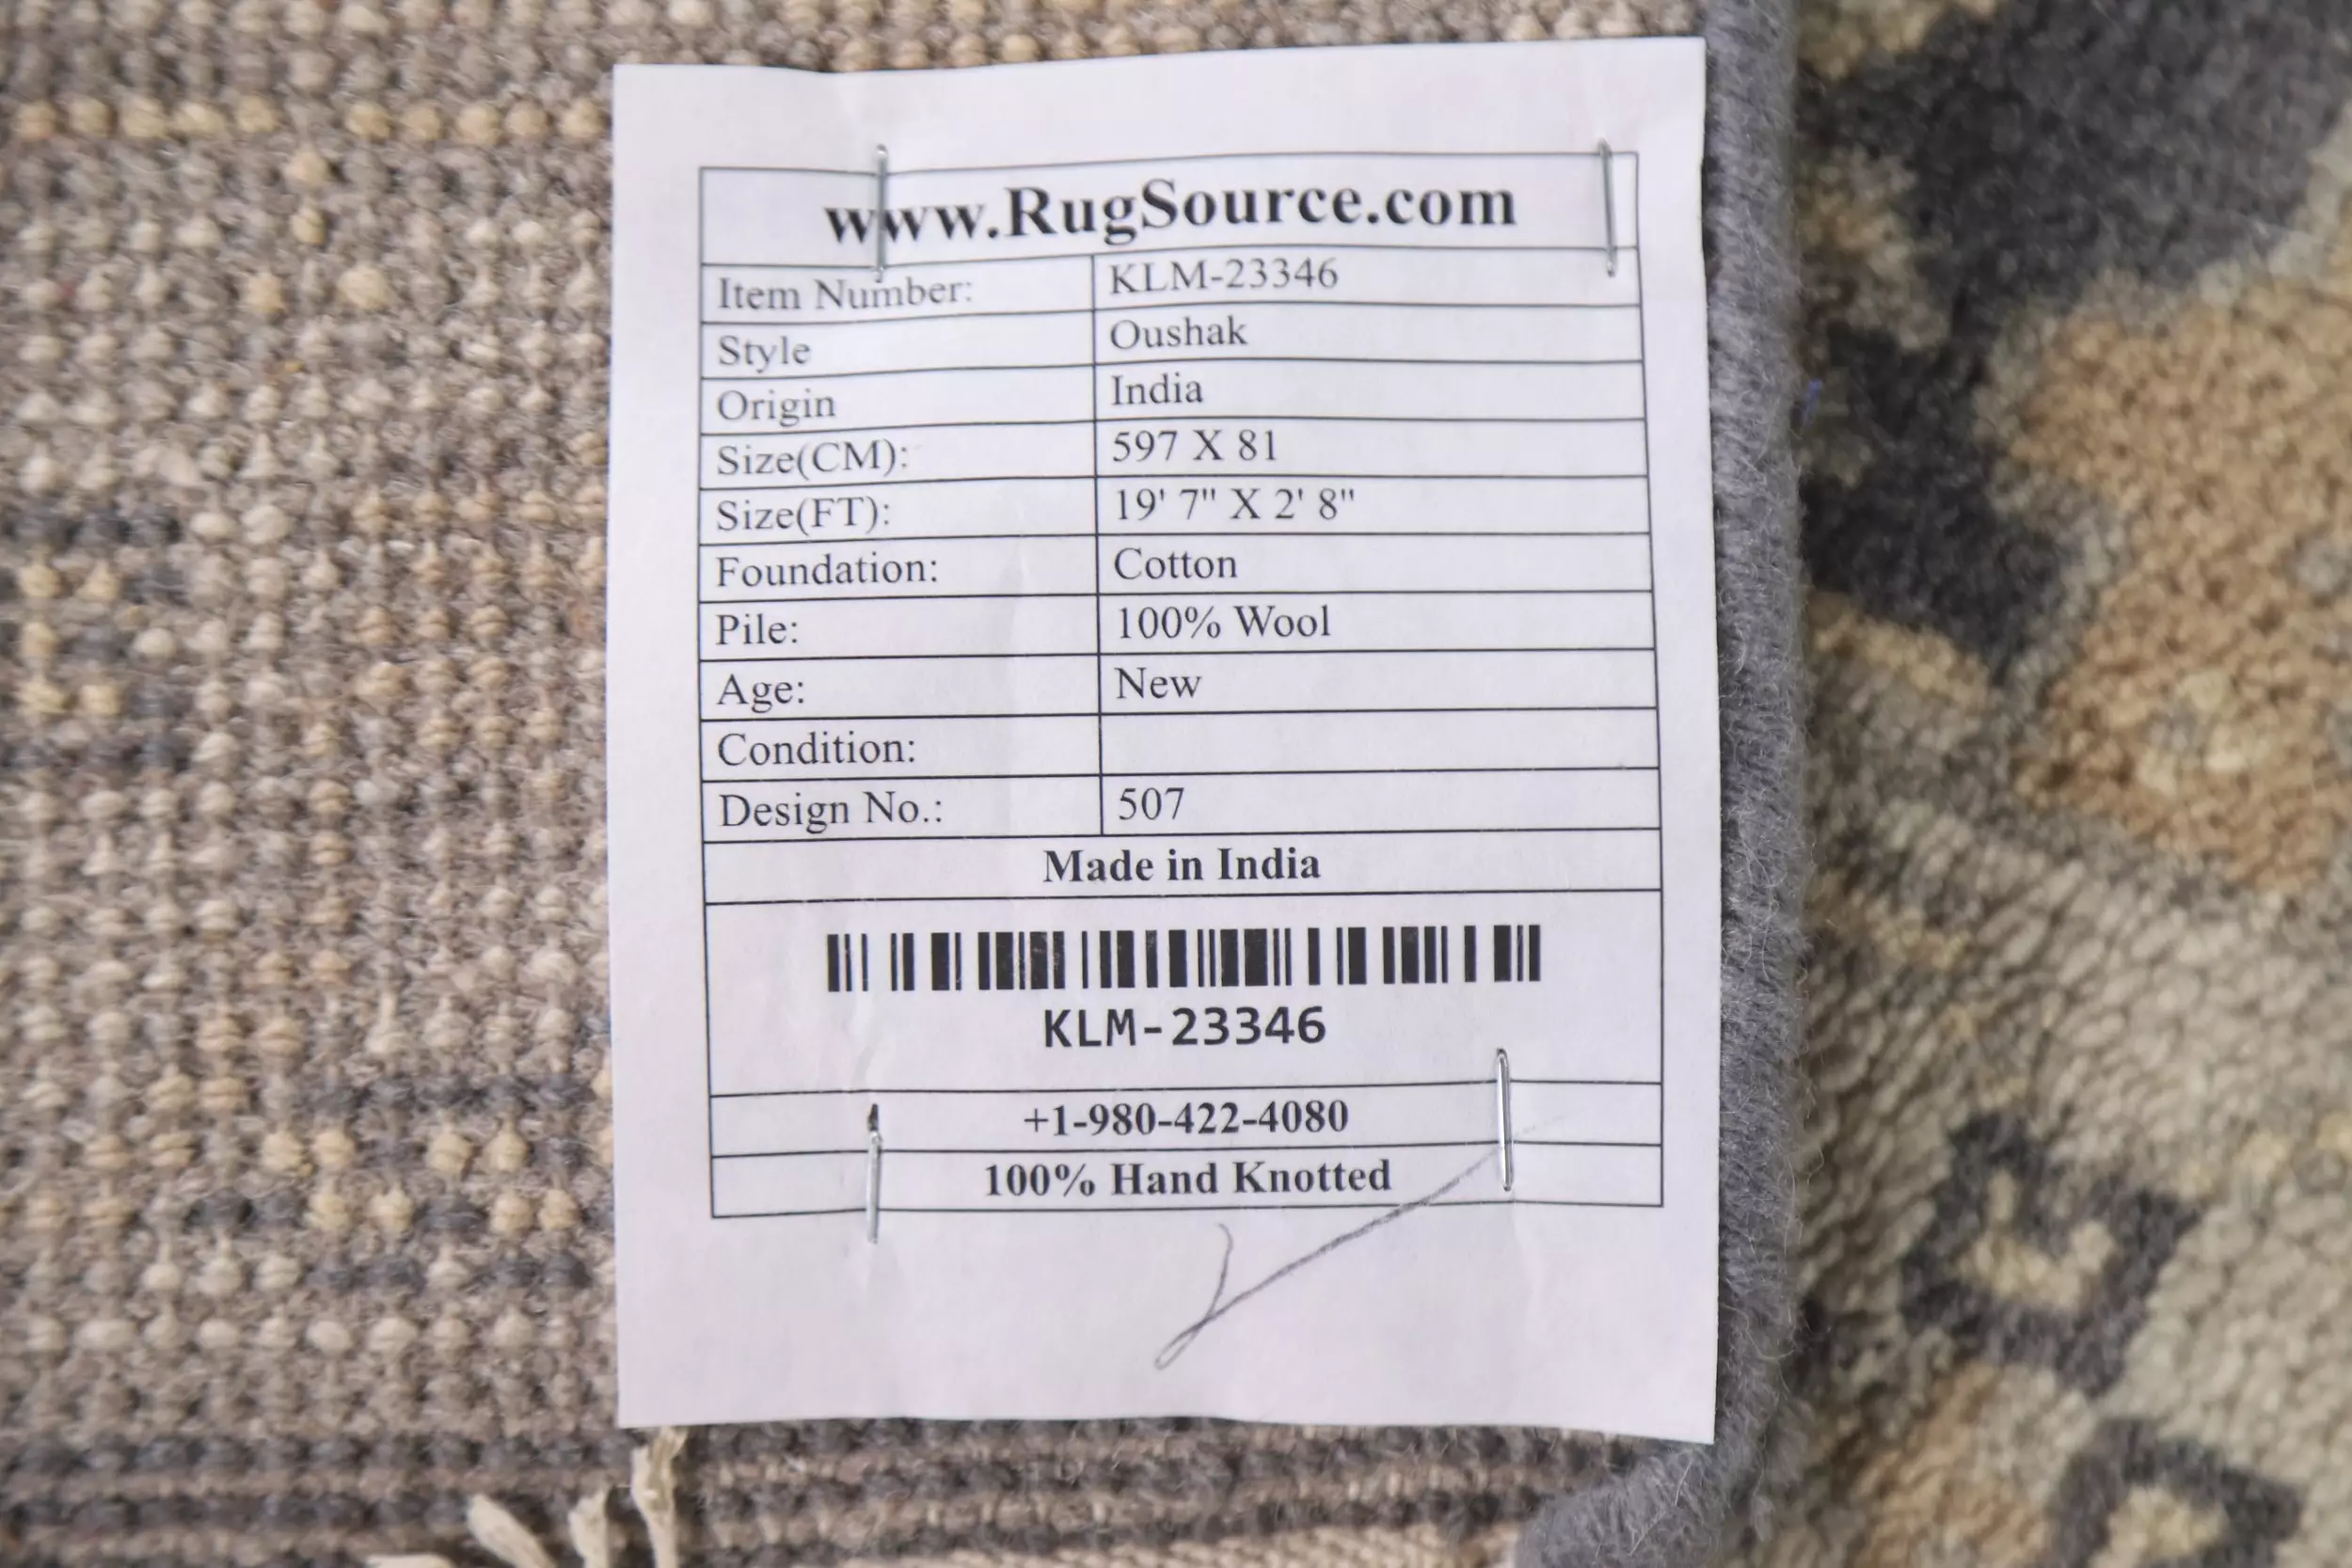 www.RugSource.com
Item Number: KLM-23346
Style Oushak
Origin India
Size(CM): 597 X 81
Size(FT): 19' 7" X 2' 8"
Foundation: Cotton
Pile: 100% Wool
Age: New
Condition:
Design No.: 507
Made in India
KLM-23346
+1-980-422-4080
100% Hand Knotted